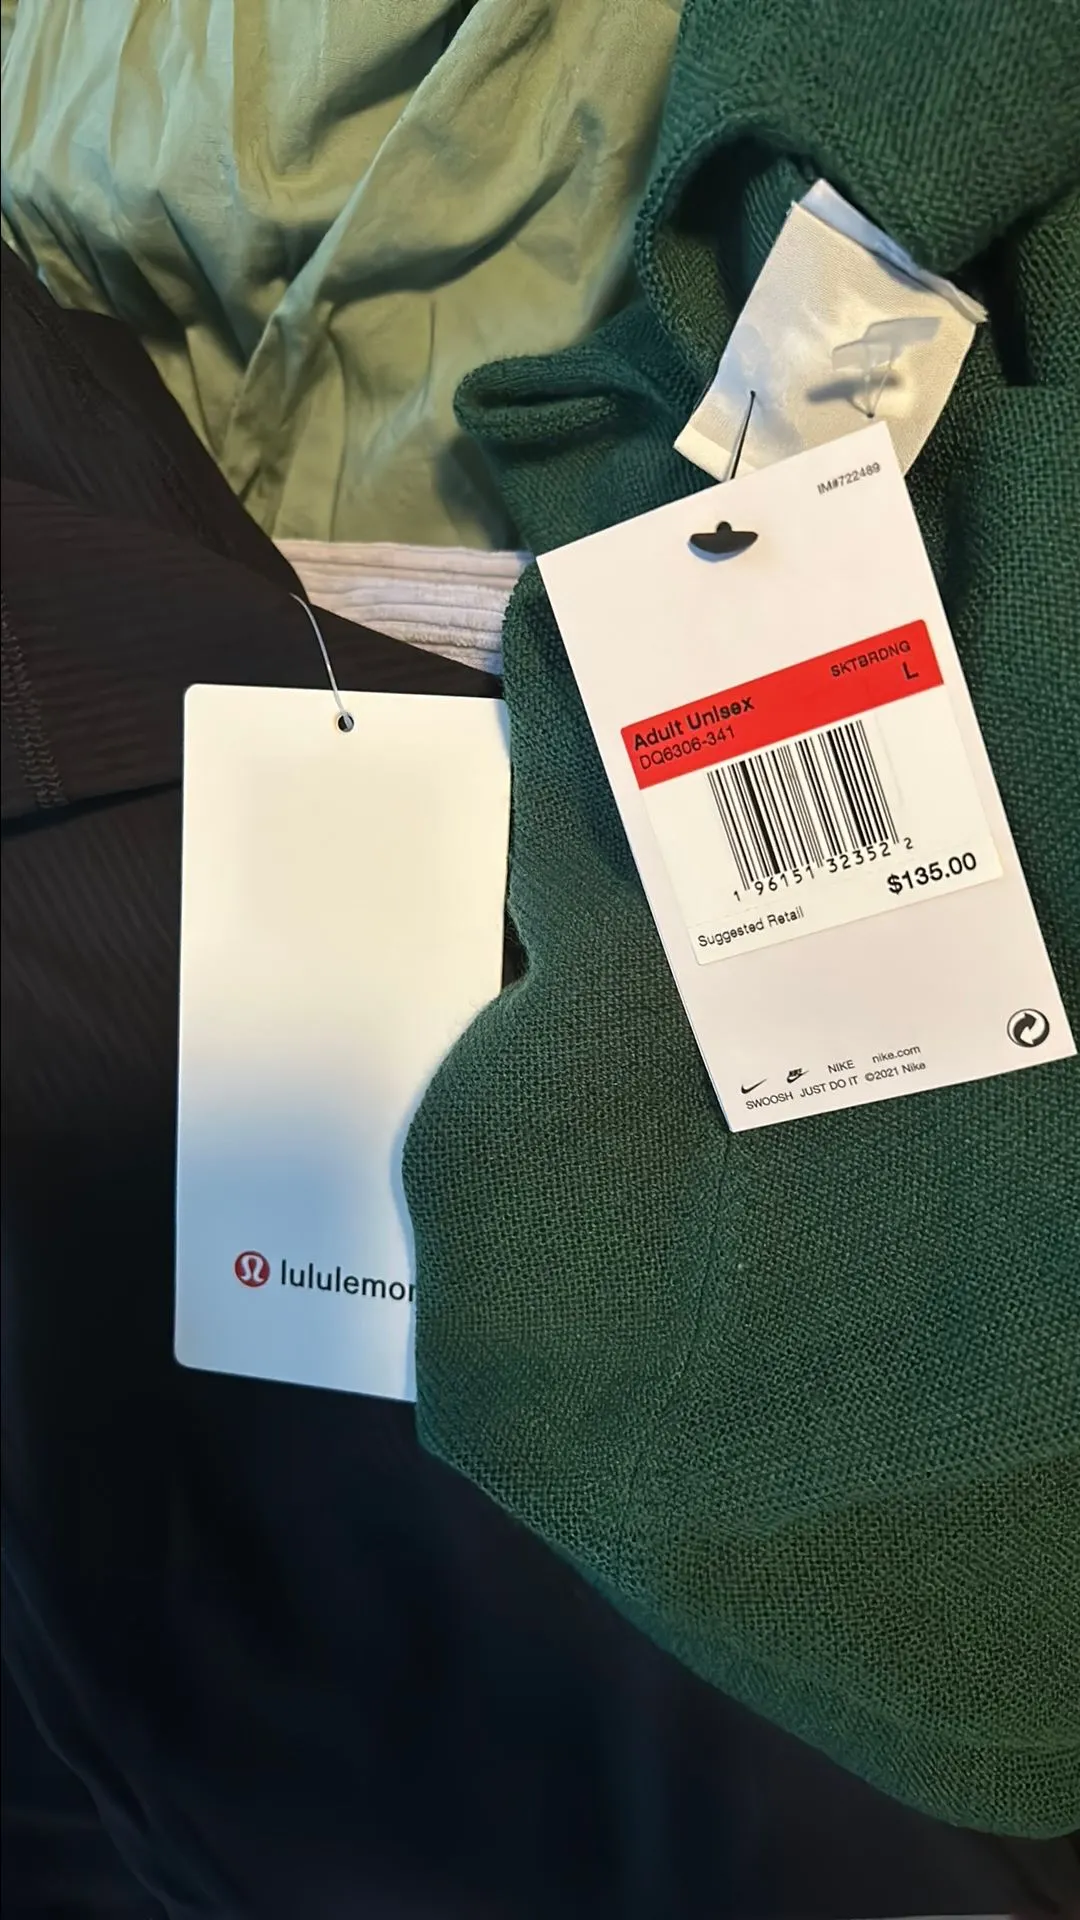 IM#722489
SKTBRDNG
Adult Unisex L
DQ6306-341
1 96151 32352 2
$135.00
Suggested Retail
NIKE nike.com
SWOOSH JUST DO IT ©2021 Nike
lululemon